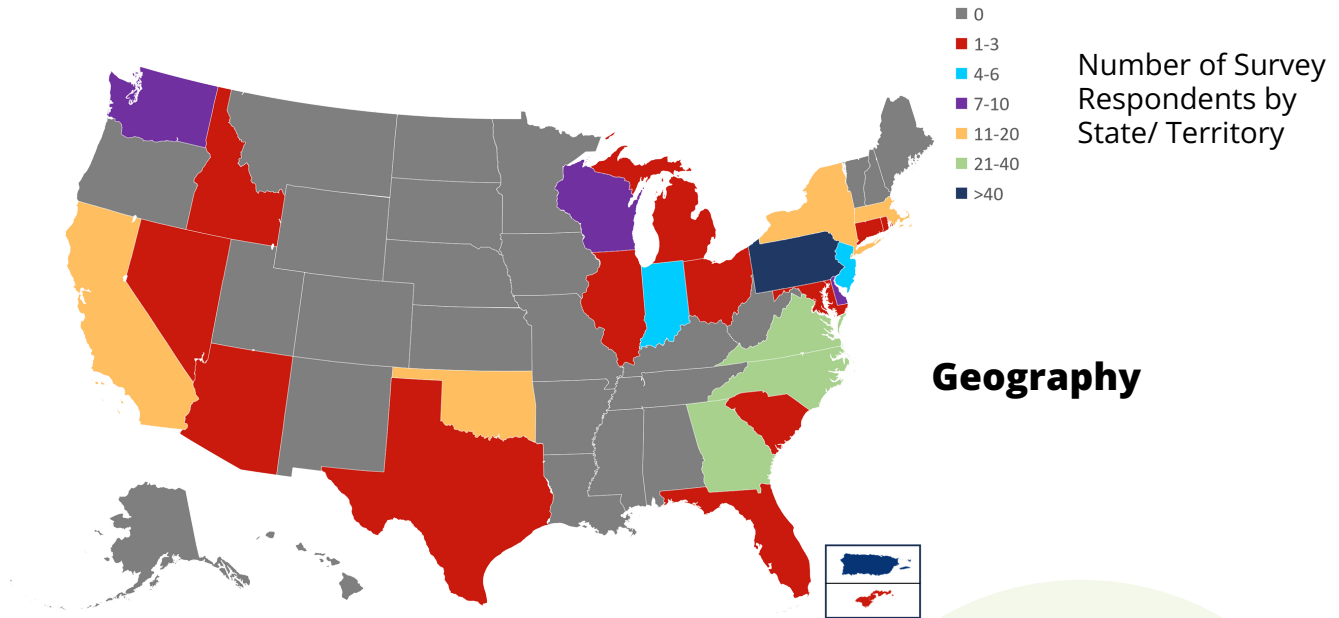 0
1-3
4-6
7-10
11-20
21-40
>40
Number of Survey
Respondents by
State/ Territory
Geography